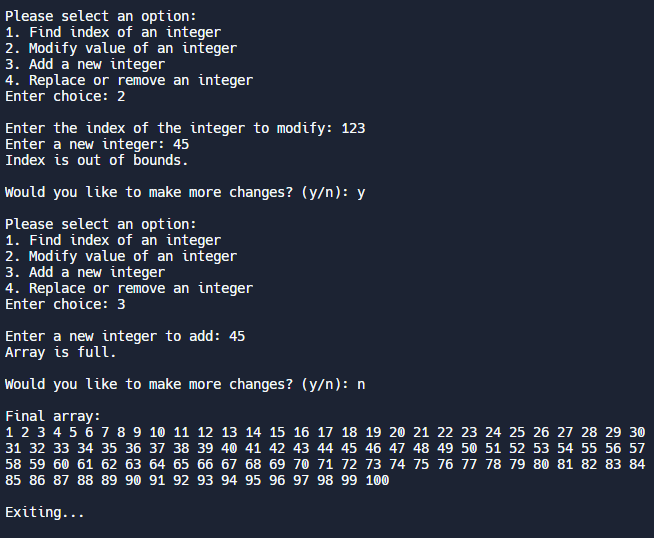 Please select an option:
1. Find index of an integer
2. Modify value of an integer
3. Add a new integer
4. Replace or remove an integer
Enter choice: 2
Enter the index of the integer to modify: 123
Enter a new integer: 45
Index is out of bounds.
Would you like to make more changes? (y/n): y
Please select an option:
1. Find index of an integer
2. Modify value of an integer
3. Add a new integer
4. Replace or remove an integer
Enter choice: 3
Enter a new integer to add: 45
Array is full.
Would you like to make more changes? (y/n): n
Final array:
1 2 3 4 5 6 7 8 9 10 11 12 13 14 15 16 17 18 19 20 21 22 23 24 25 26 27 28 29 30
31 32 33 34 35 36 37 38 39 40 41 42 43 44 45 46 47 48 49 50 51 52 53 54 55 56 57
58 59 60 61 62 63 64 65 66 67 68 69 70 71 72 73 74 75 76 77 78 79 80 81 82 83 84
85 86 87 88 89 90 91 92 93 94 95 96 97 98 99 100
Exiting...